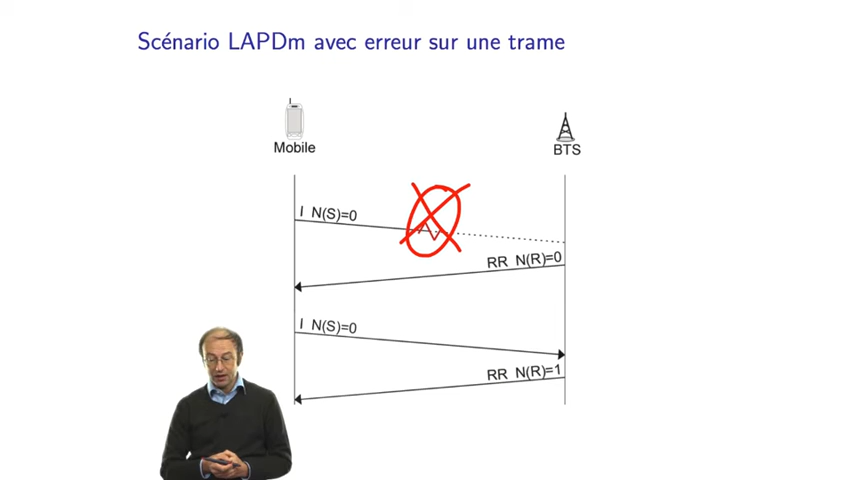 Scénario LAPDm avec erreur sur une trame
Mobile
BTS
I N(S)=0
RR N(R)=0
I N(S)=0
RR N(R)=1